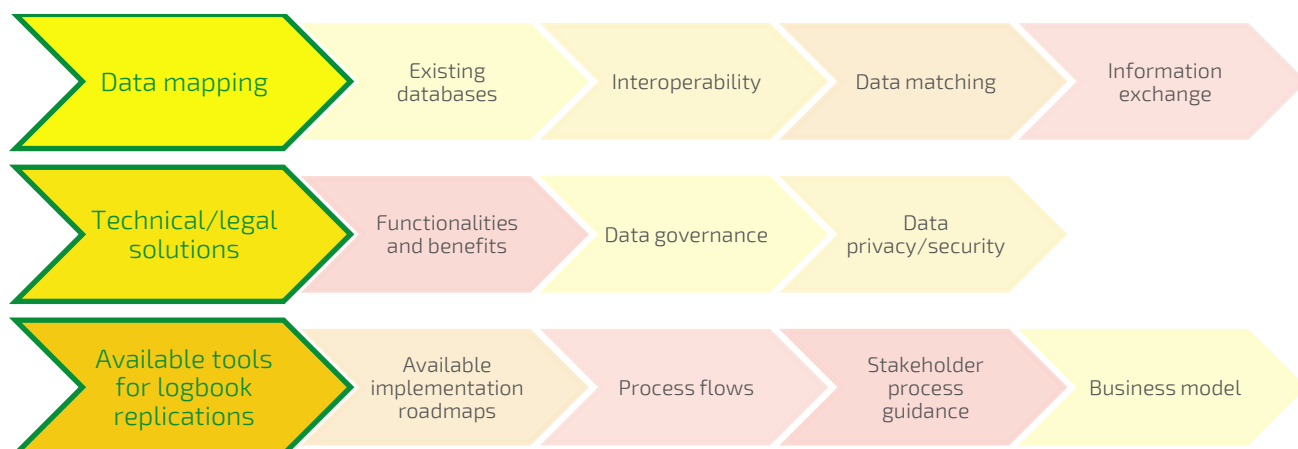 Data mapping
Existing
databases
Interoperability
Data matching
Information
exchange
Technical/legal
solutions
Functionalities
and benefits
Data governance
Data
privacy/security
Available tools
for logbook
replications
Available
implementation
roadmaps
Process flows
Stakeholder
process
guidance
Business model